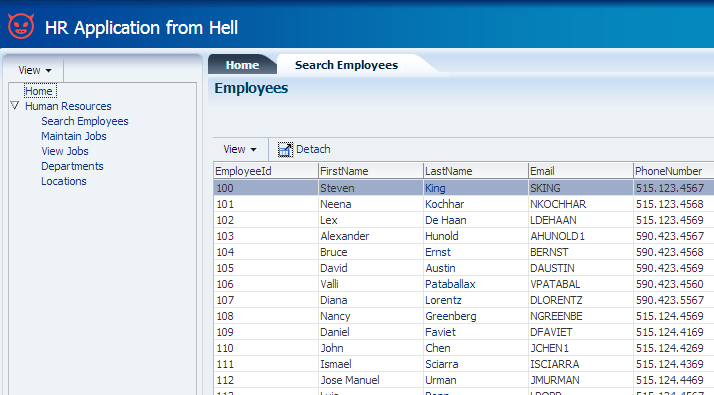 HR Application from Hell
View
Home
Human Resources
Search Employees
Maintain Jobs
View Jobs
Departments
Locations
Home Search Employees
Employees
View Detach
EmployeeId FirstName LastName Email PhoneNumber
100 Steven King SKING 515.123.4567
101 Neena Kochhar NKOCHHAR 515.123.4568
102 Lex De Haan LDEHAAN 515.123.4569
103 Alexander Hunold AHUNOLD1 590.423.4567
104 Bruce Ernst BERNST 590.423.4568
105 David Austin DAUSTIN 590.423.4569
106 Valli Pataballax VPATABAL 590.423.4560
107 Diana Lorentz DLORENTZ 590.423.5567
108 Nancy Greenberg NGREENBE 515.124.4569
109 Daniel Faviet DFAVIET 515.124.4169
110 John Chen JCHEN1 515.124.4269
111 Ismael Sciarra ISCIARRA 515.124.4369
112 Jose Manuel Urman JMURMAN 515.124.4469